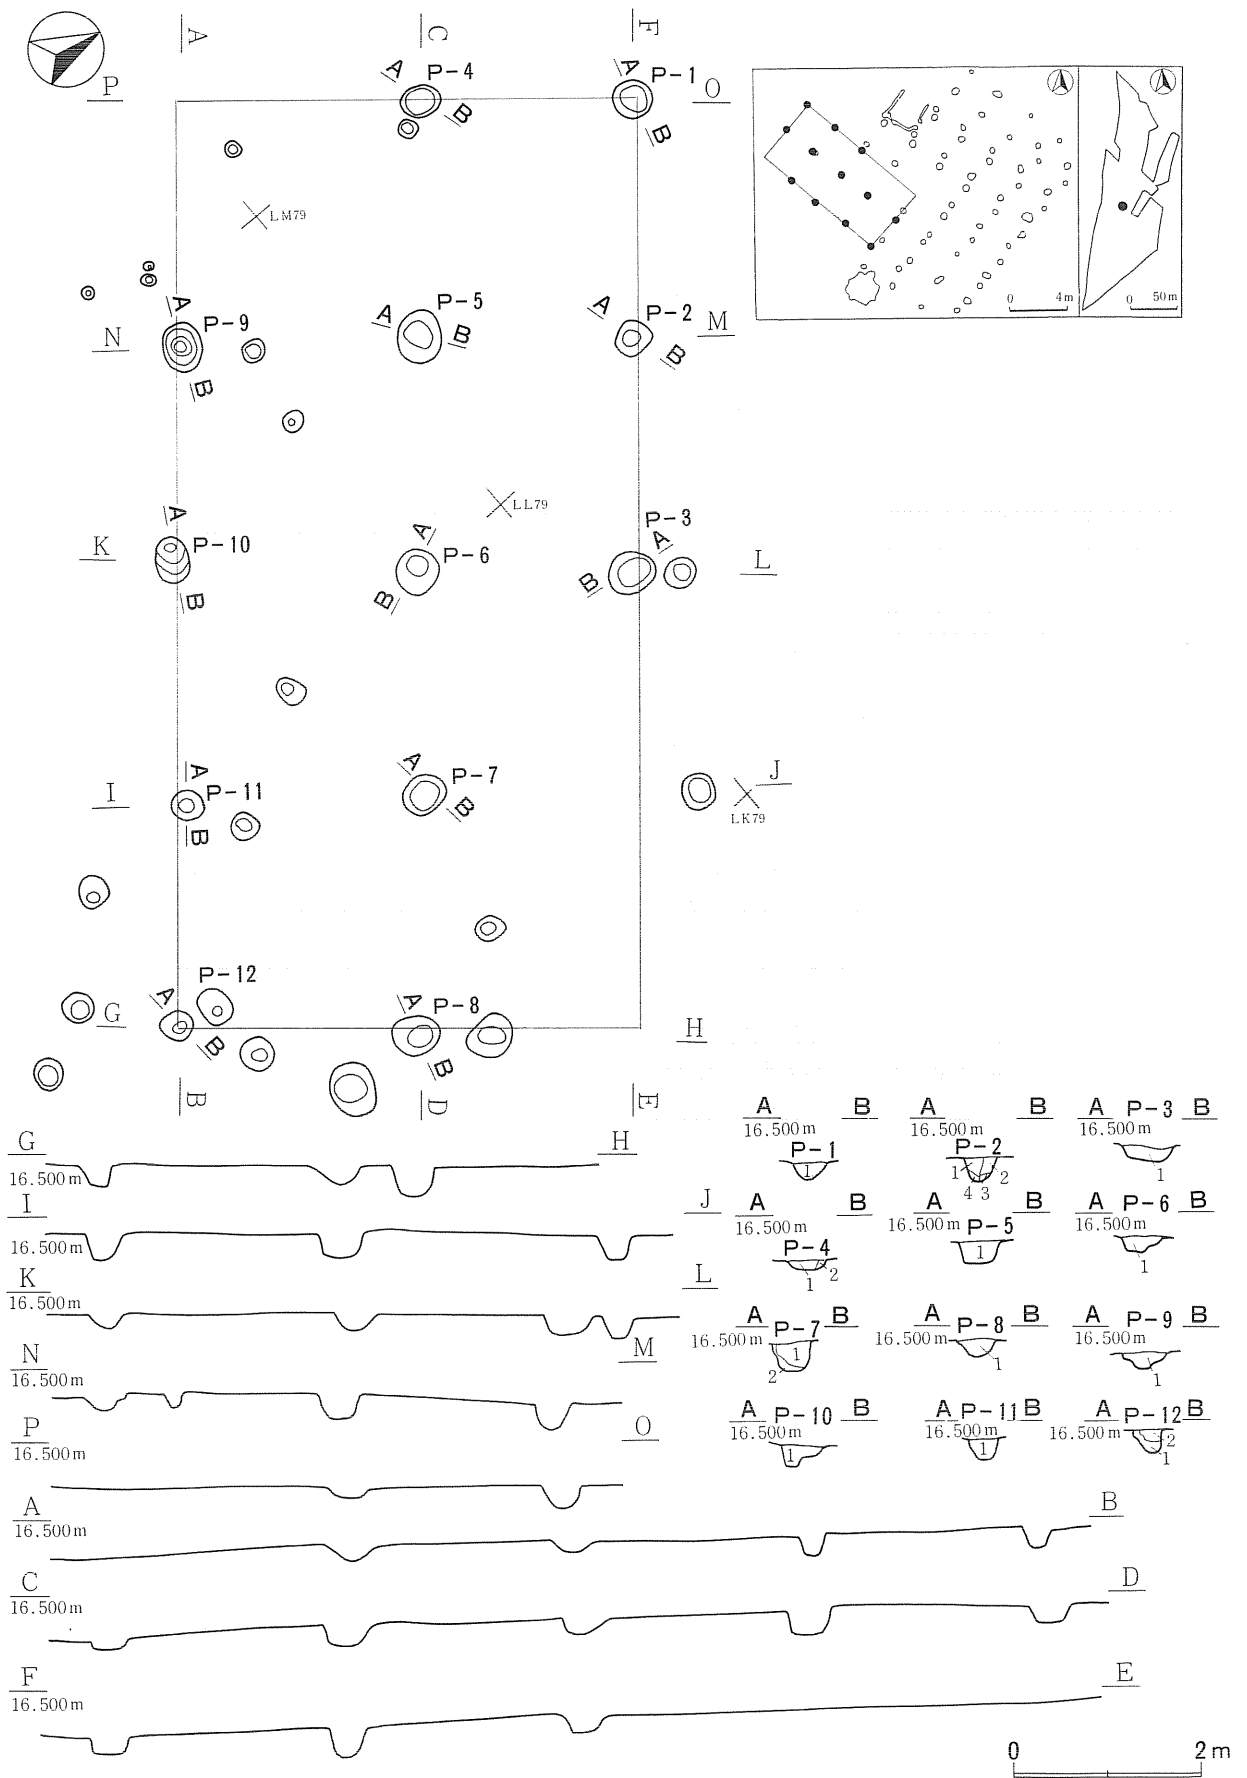 A C F
P A P-4 A P-1 O
B B
LM79
A A P-5 A P-2 M
N P-9 B B
B
LL79
A A P-3
K P-10 P-6 A L
B B B
A A J
I P-11 P-7
B B LK79
P-12
A A P-8
G B B H
B D E
0 4m 0 50m
G H
16.500m
I J
16.500m
K L
16.500m
N M
16.500m
P O
16.500m
A B
16.500m
C D
16.500m
F E
16.500m
A B A B A P-3 B
16.500m 16.500m 16.500m
P-1 P-2
1 1 2 1
4 3
A B A B A P-6 B
16.500m 16.500m P-5 16.500m
P-4 1 1
1 2
A P-7 B A P-8 B A P-9 B
16.500m 16.500m 16.500m
1 1 1
2
A P-10 B A P-11 B A P-12 B
16.500m 16.500m 16.500m
1 1 2
1
0 2m